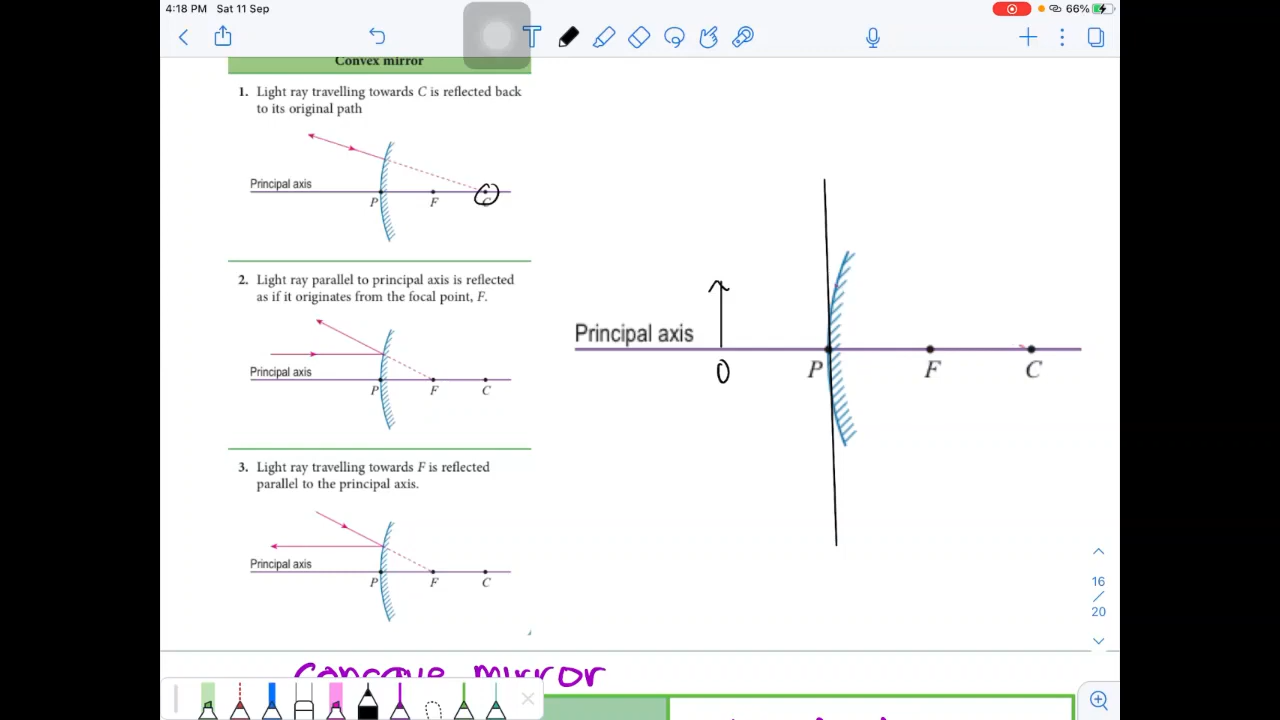 4:18 PM Sat 11 Sep
66%
Convex mirror
1. Light ray travelling towards C is reflected back
to its original path
Principal axis
P F C
2. Light ray parallel to principal axis is reflected
as if it originates from the focal point, F.
Principal axis
P F C
3. Light ray travelling towards F is reflected
parallel to the principal axis.
Principal axis
P F C
Principal axis
O P F C
16
/
20
Concave mirror